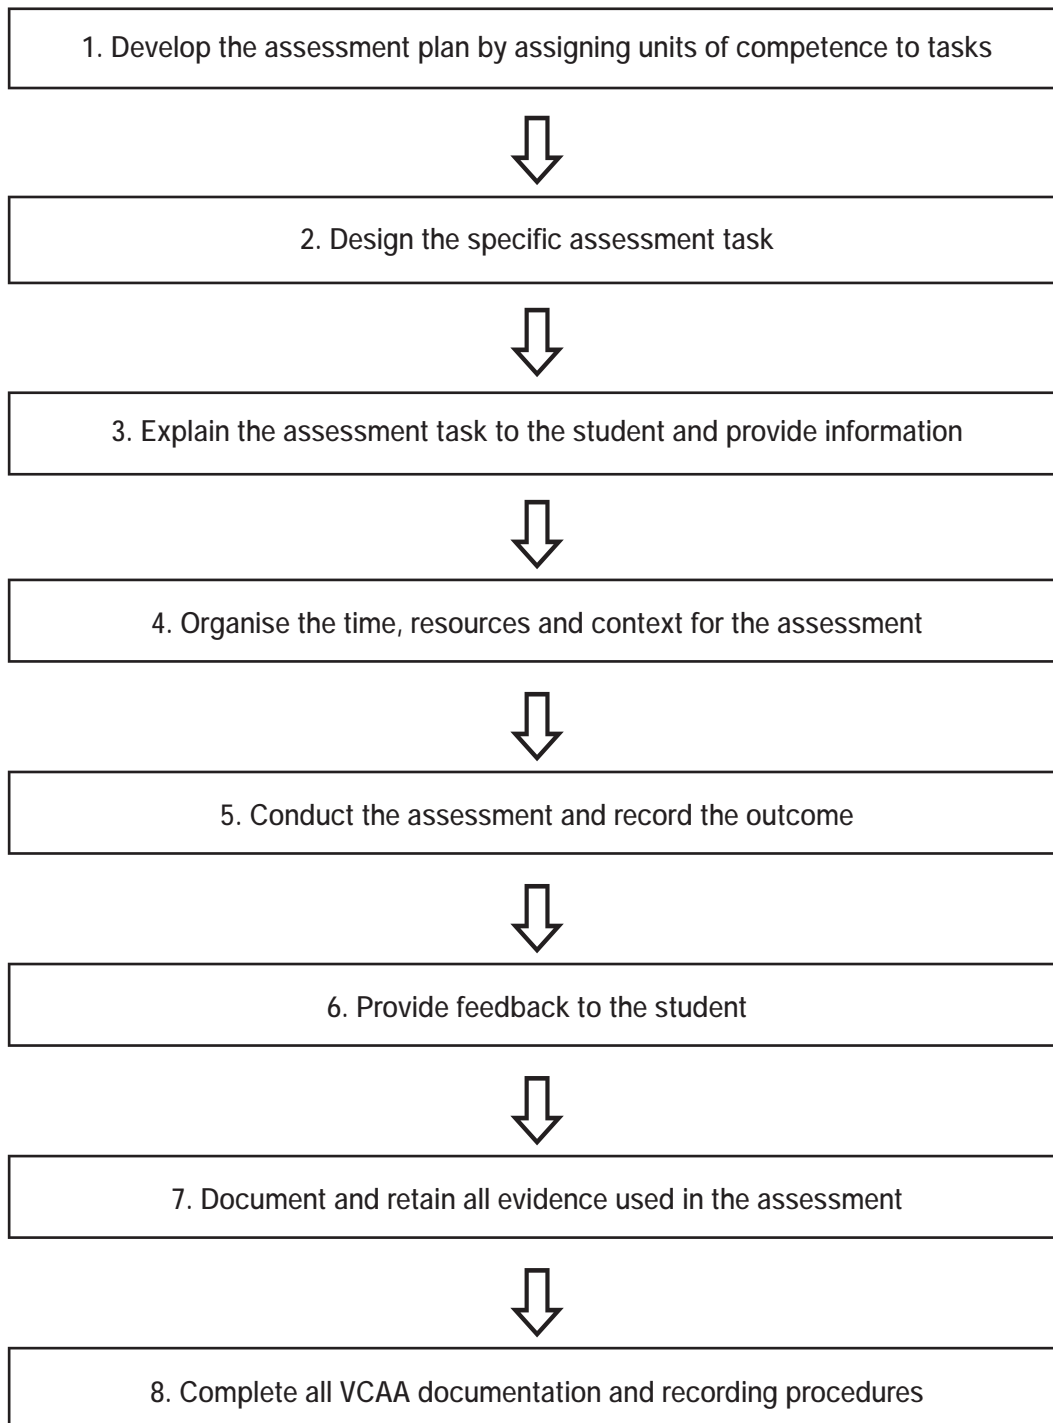 1. Develop the assessment plan by assigning units of competence to tasks
2. Design the specific assessment task
3. Explain the assessment task to the student and provide information
4. Organise the time, resources and context for the assessment
5. Conduct the assessment and record the outcome
6. Provide feedback to the student
7. Document and retain all evidence used in the assessment
8. Complete all VCAA documentation and recording procedures